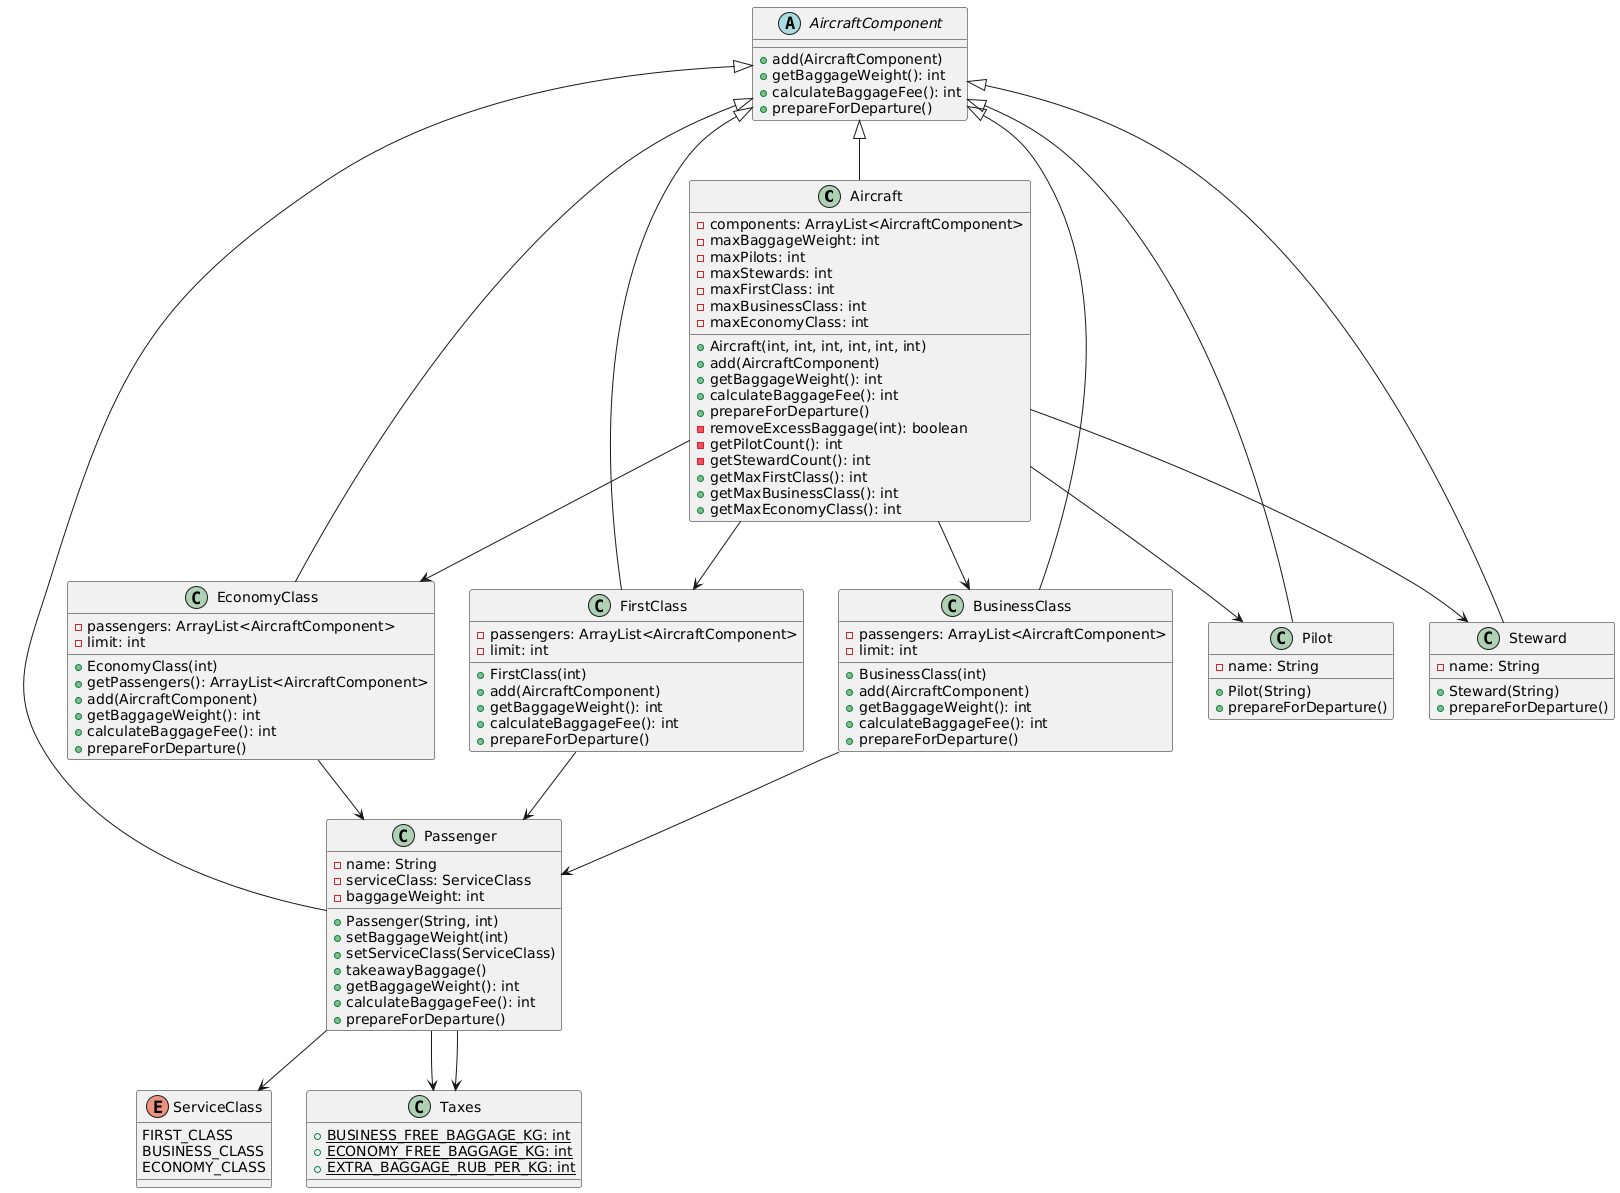 A AircraftComponent
add(AircraftComponent)
getBaggageWeight(): int
calculateBaggageFee(): int
prepareForDeparture()
C Aircraft
components: ArrayList<AircraftComponent>
maxBaggageWeight: int
maxPilots: int
maxStewards: int
maxFirstClass: int
maxBusinessClass: int
maxEconomyClass: int
Aircraft(int, int, int, int, int, int)
add(AircraftComponent)
getBaggageWeight(): int
calculateBaggageFee(): int
prepareForDeparture()
removeExcessBaggage(int): boolean
getPilotCount(): int
getStewardCount(): int
getMaxFirstClass(): int
getMaxBusinessClass(): int
getMaxEconomyClass(): int
C EconomyClass
passengers: ArrayList<AircraftComponent>
limit: int
EconomyClass(int)
getPassengers(): ArrayList<AircraftComponent>
add(AircraftComponent)
getBaggageWeight(): int
calculateBaggageFee(): int
prepareForDeparture()
C FirstClass
passengers: ArrayList<AircraftComponent>
limit: int
FirstClass(int)
add(AircraftComponent)
getBaggageWeight(): int
calculateBaggageFee(): int
prepareForDeparture()
C BusinessClass
passengers: ArrayList<AircraftComponent>
limit: int
BusinessClass(int)
add(AircraftComponent)
getBaggageWeight(): int
calculateBaggageFee(): int
prepareForDeparture()
C Pilot
name: String
Pilot(String)
prepareForDeparture()
C Steward
name: String
Steward(String)
prepareForDeparture()
C Passenger
name: String
serviceClass: ServiceClass
baggageWeight: int
Passenger(String, int)
setBaggageWeight(int)
setServiceClass(ServiceClass)
takeawayBaggage()
getBaggageWeight(): int
calculateBaggageFee(): int
prepareForDeparture()
E ServiceClass
FIRST_CLASS
BUSINESS_CLASS
ECONOMY_CLASS
C Taxes
BUSINESS_FREE_BAGGAGE_KG: int
ECONOMY_FREE_BAGGAGE_KG: int
EXTRA_BAGGAGE_RUB_PER_KG: int